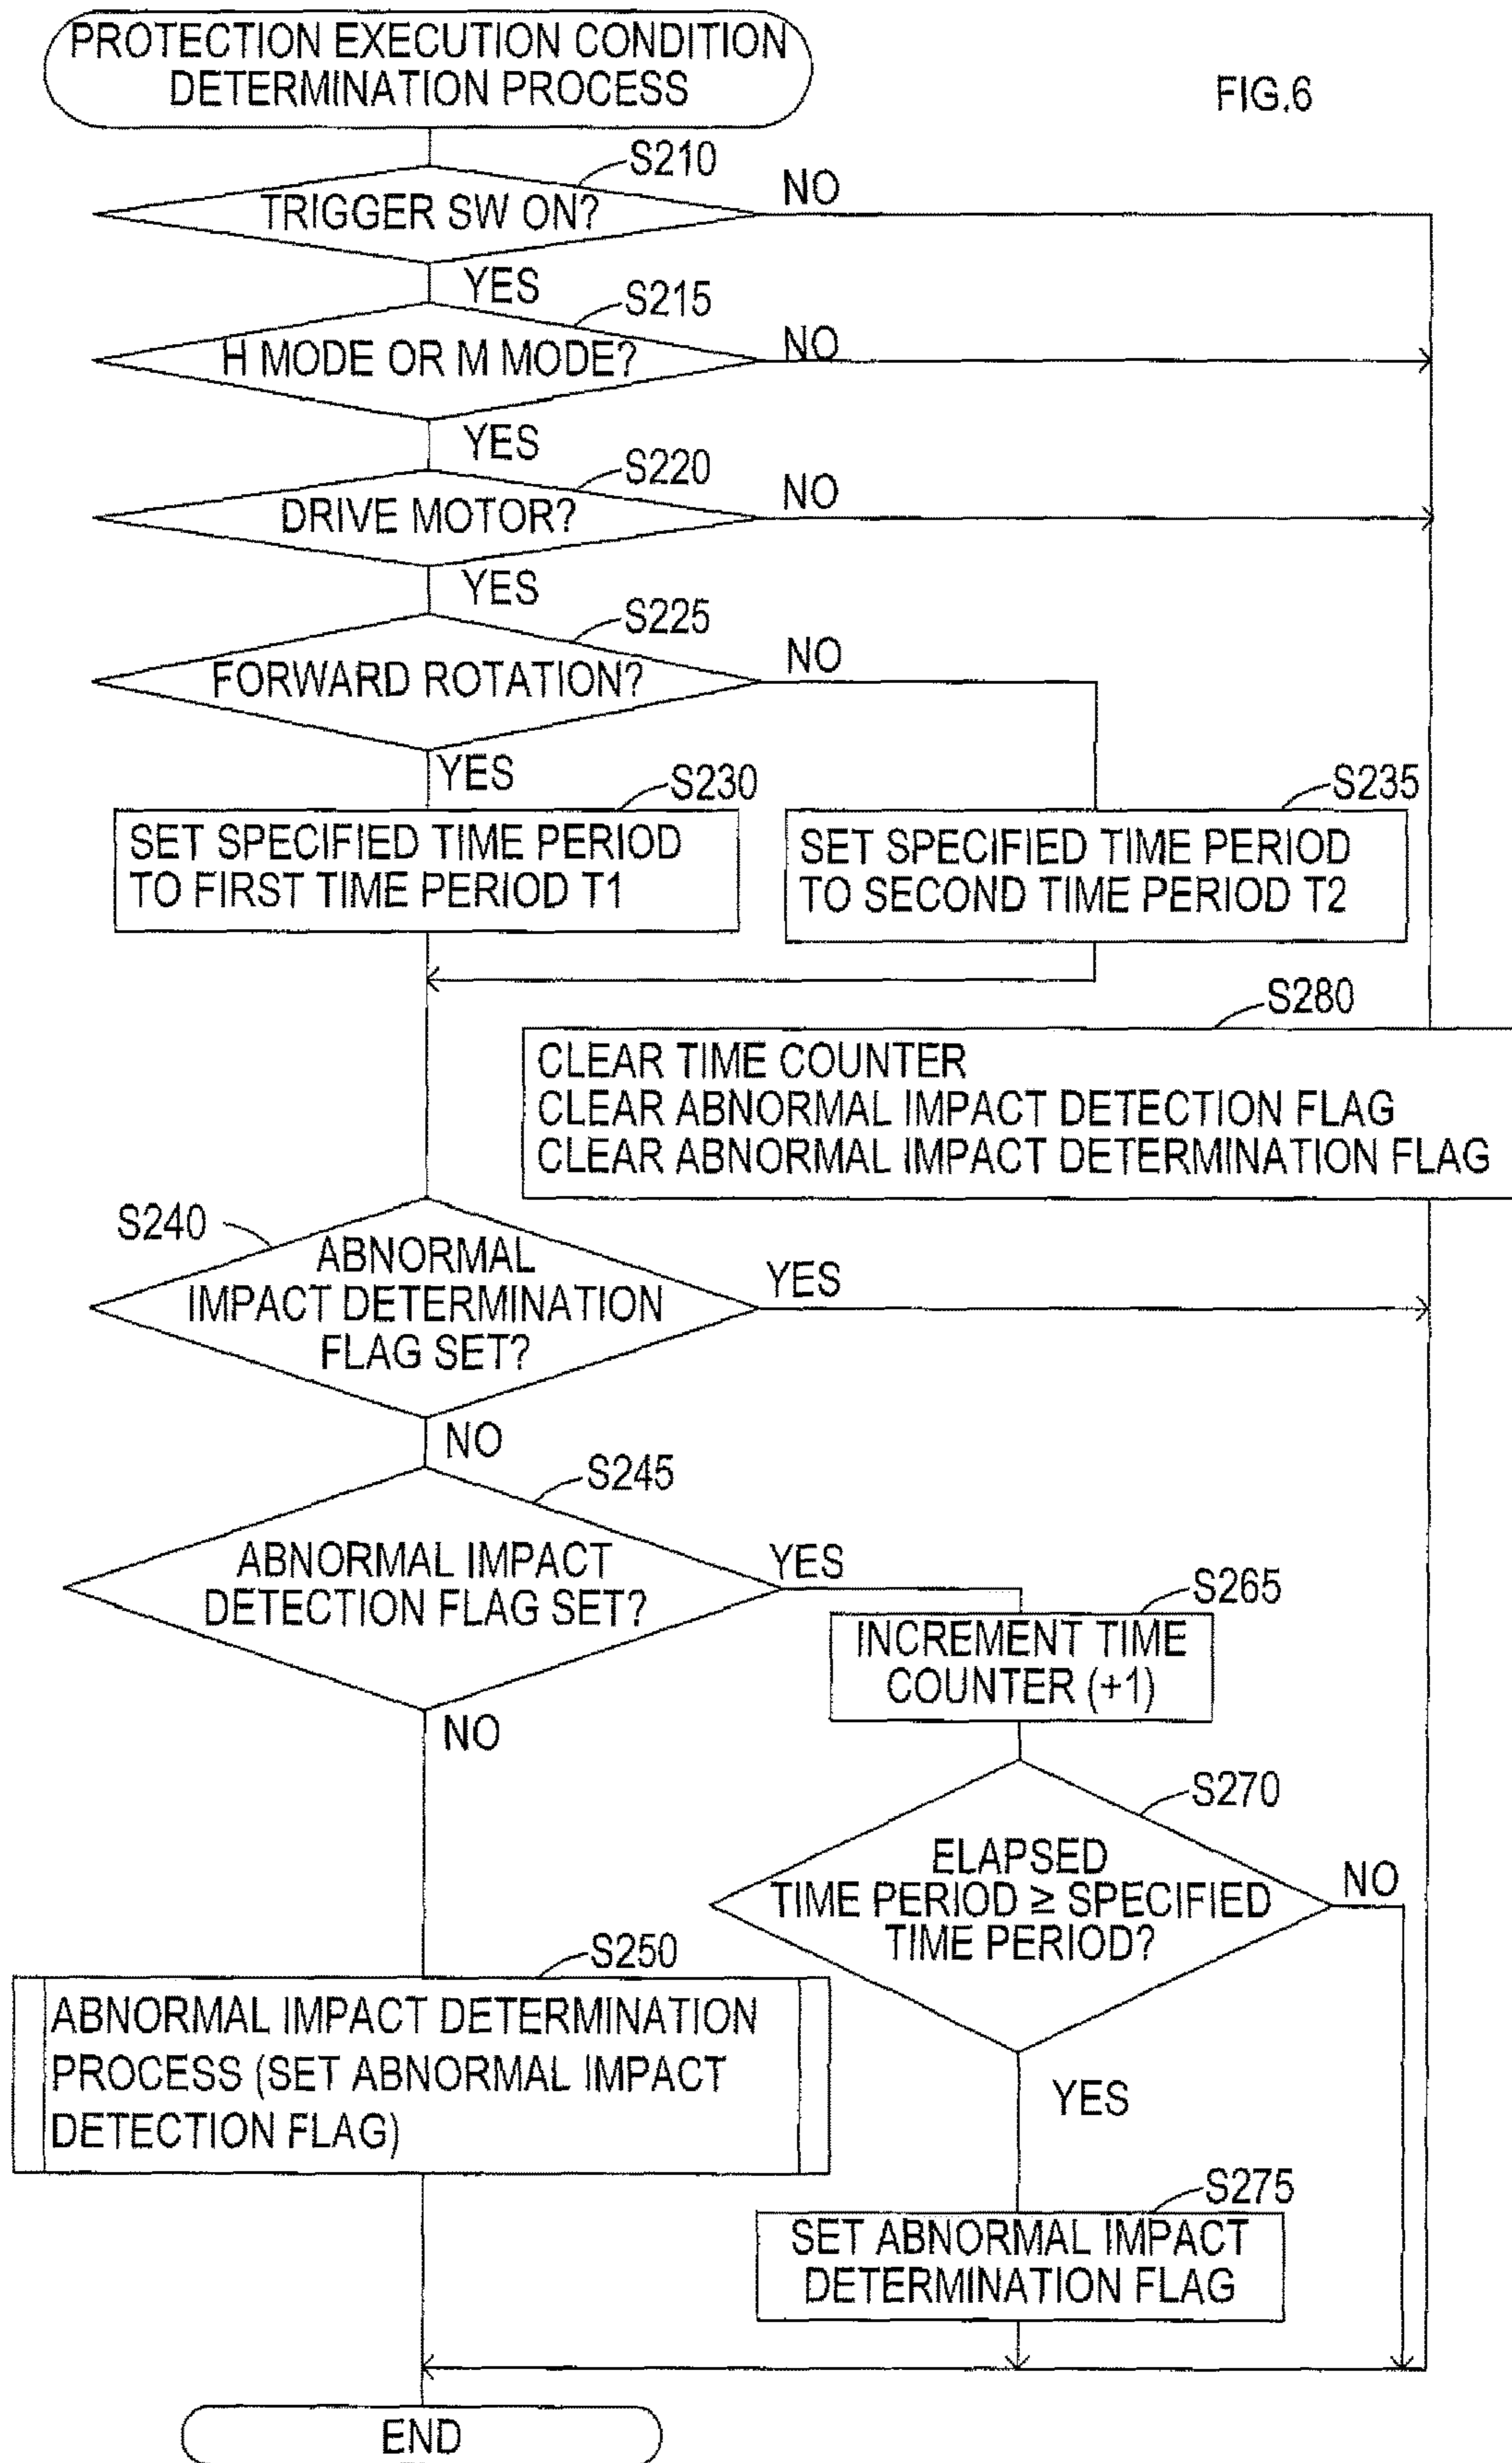 PROTECTION EXECUTION CONDITION
DETERMINATION PROCESS
FIG.6
S210
TRIGGER SW ON?
NO
YES
S215
H MODE OR M MODE?
NO
YES
S220
DRIVE MOTOR?
NO
YES
S225
FORWARD ROTATION?
NO
YES
S230
SET SPECIFIED TIME PERIOD
TO FIRST TIME PERIOD T1
S235
SET SPECIFIED TIME PERIOD
TO SECOND TIME PERIOD T2
S280
CLEAR TIME COUNTER
CLEAR ABNORMAL IMPACT DETECTION FLAG
CLEAR ABNORMAL IMPACT DETERMINATION FLAG
S240
ABNORMAL
IMPACT DETERMINATION
FLAG SET?
YES
NO
S245
ABNORMAL IMPACT
DETECTION FLAG SET?
YES
NO
S265
INCREMENT TIME
COUNTER (+1)
S270
ELAPSED
TIME PERIOD ≥ SPECIFIED
TIME PERIOD?
NO
YES
S250
ABNORMAL IMPACT DETERMINATION
PROCESS (SET ABNORMAL IMPACT
DETECTION FLAG)
S275
SET ABNORMAL IMPACT
DETERMINATION FLAG
END